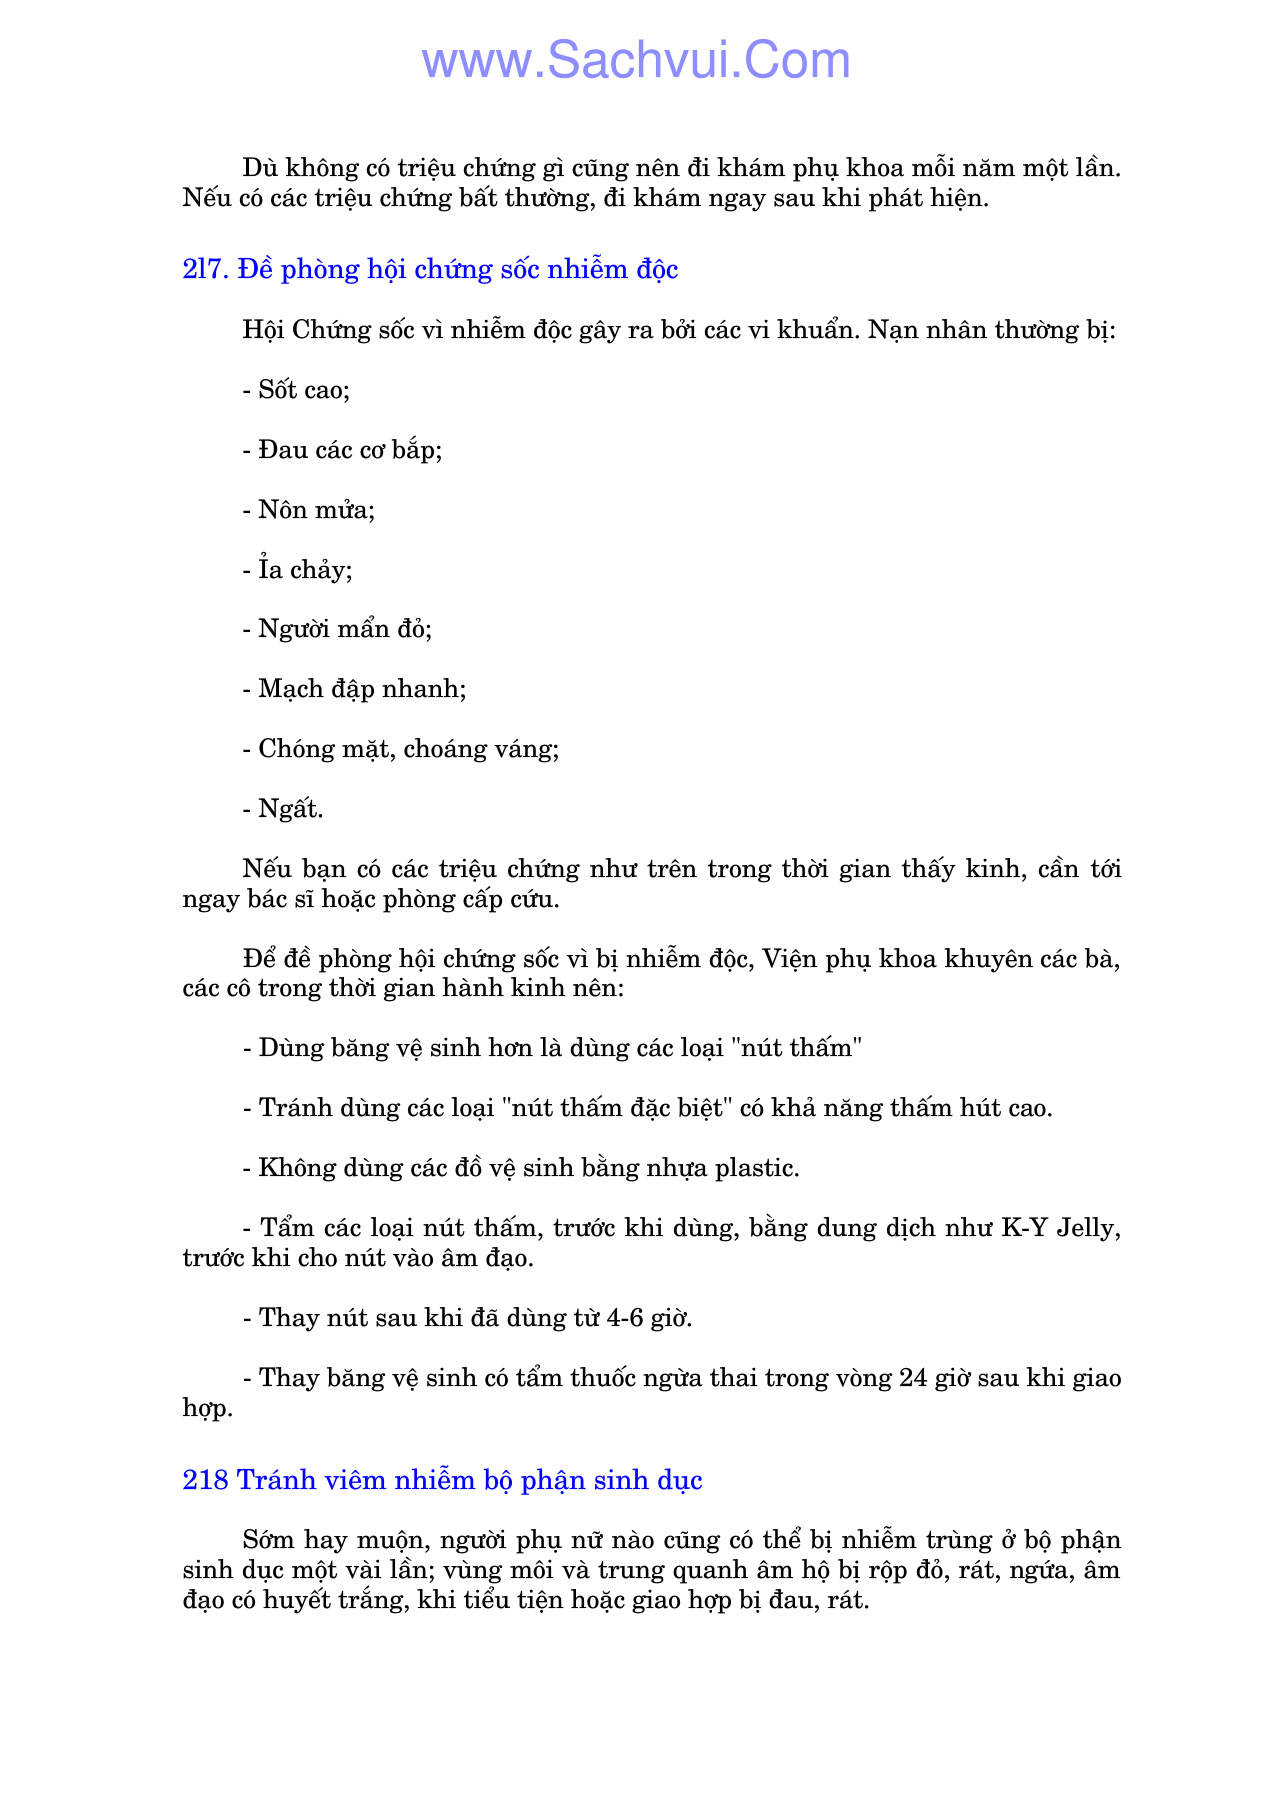 www.Sachvui.Com
Dù không có triệu chứng gì cũng nên đi khám phụ khoa mỗi năm một lần.
Nếu có các triệu chứng bất thường, đi khám ngay sau khi phát hiện.
2l7. Đề phòng hội chứng sốc nhiễm độc
Hội Chứng sốc vì nhiễm độc gây ra bởi các vi khuẩn. Nạn nhân thường bị:
- Sốt cao;
- Đau các cơ bắp;
- Nôn mửa;
- Ỉa chảy;
- Người mẩn đỏ;
- Mạch đập nhanh;
- Chóng mặt, choáng váng;
- Ngất.
Nếu bạn có các triệu chứng như trên trong thời gian thấy kinh, cần tới
ngay bác sĩ hoặc phòng cấp cứu.
Để đề phòng hội chứng sốc vì bị nhiễm độc, Viện phụ khoa khuyên các bà,
các cô trong thời gian hành kinh nên:
- Dùng băng vệ sinh hơn là dùng các loại "nút thấm"
- Tránh dùng các loại "nút thấm đặc biệt" có khả năng thấm hút cao.
- Không dùng các đồ vệ sinh bằng nhựa plastic.
- Tẩm các loại nút thấm, trước khi dùng, bằng dung dịch như K-Y Jelly,
trước khi cho nút vào âm đạo.
- Thay nút sau khi đã dùng từ 4-6 giờ.
- Thay băng vệ sinh có tẩm thuốc ngừa thai trong vòng 24 giờ sau khi giao
hợp.
218 Tránh viêm nhiễm bộ phận sinh dục
Sớm hay muộn, người phụ nữ nào cũng có thể bị nhiễm trùng ở bộ phận
sinh dục một vài lần; vùng môi và trung quanh âm hộ bị rộp đỏ, rát, ngứa, âm
đạo có huyết trắng, khi tiểu tiện hoặc giao hợp bị đau, rát.